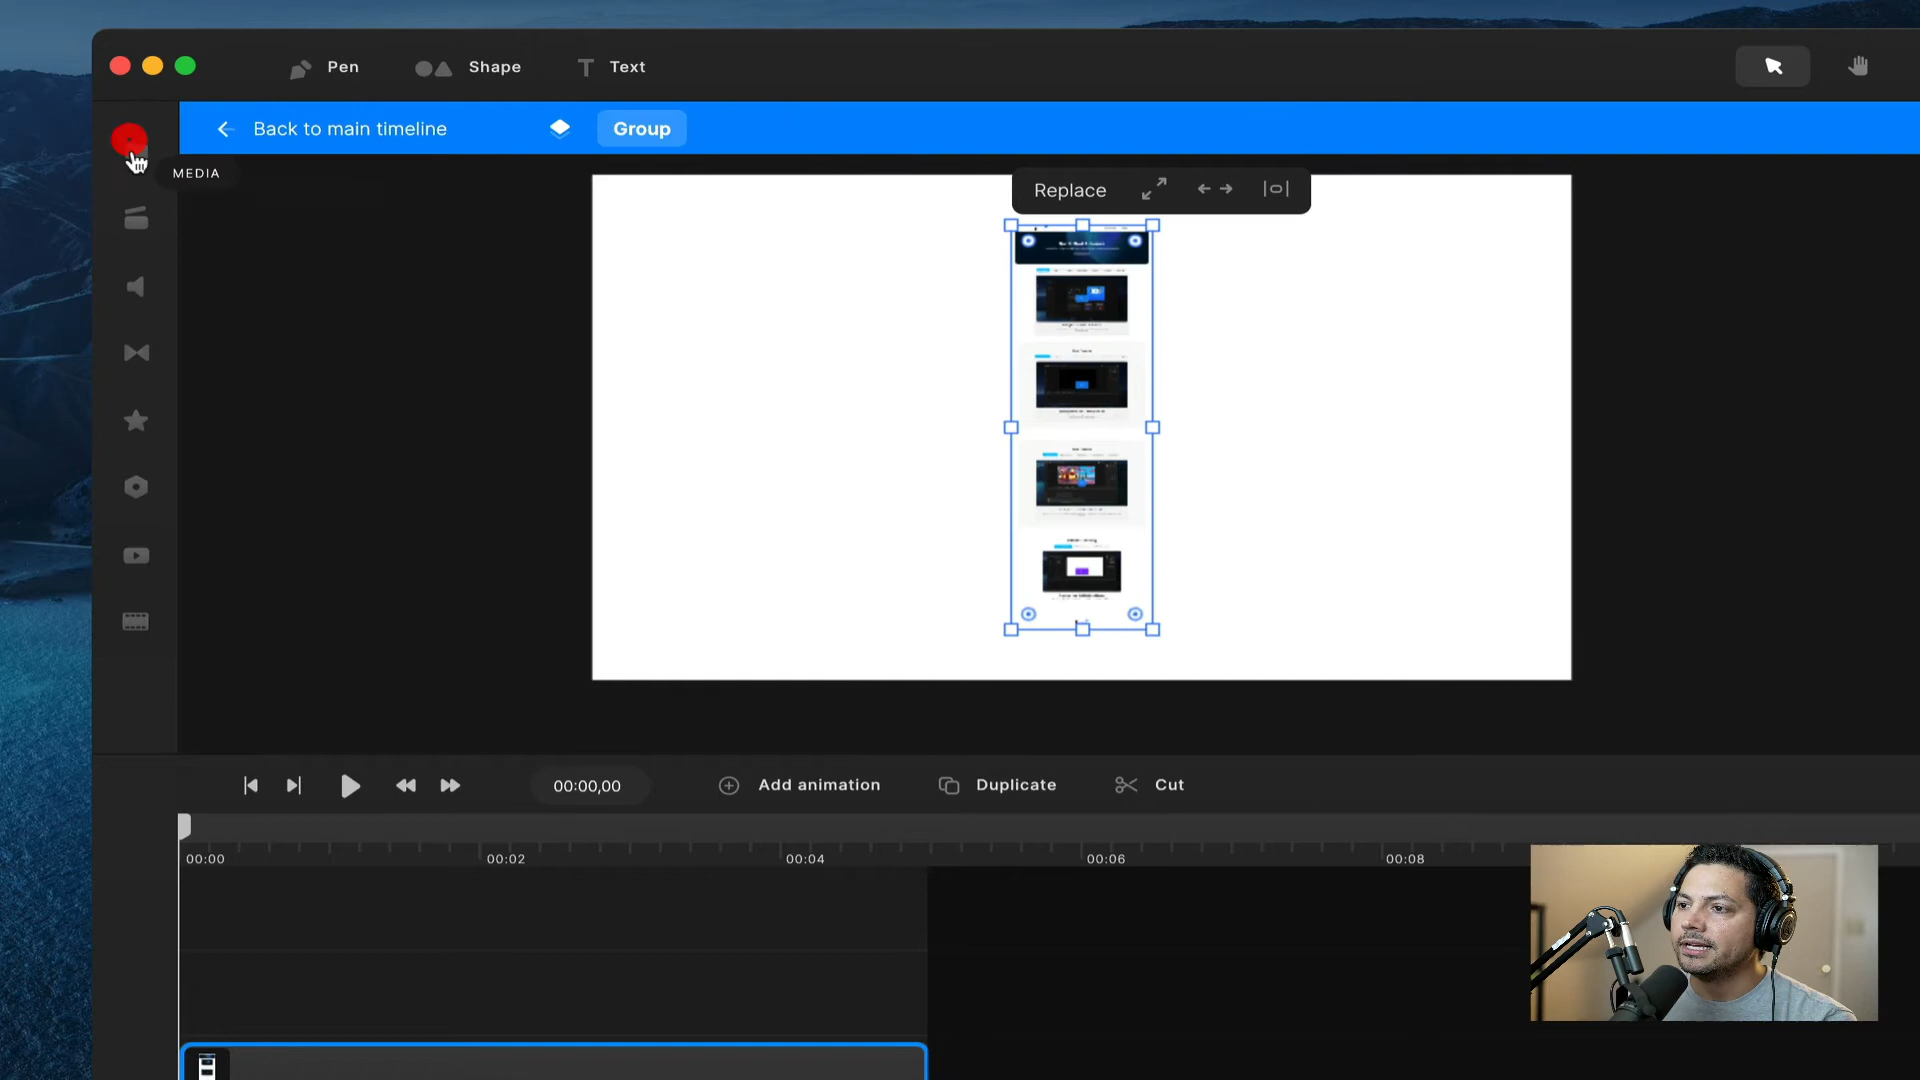 Pen
Shape
Text
Back to main timeline
Group
MEDIA
Replace
00:00,00
Add animation
Duplicate
Cut
00:00
00:02
00:04
00:06
00:08